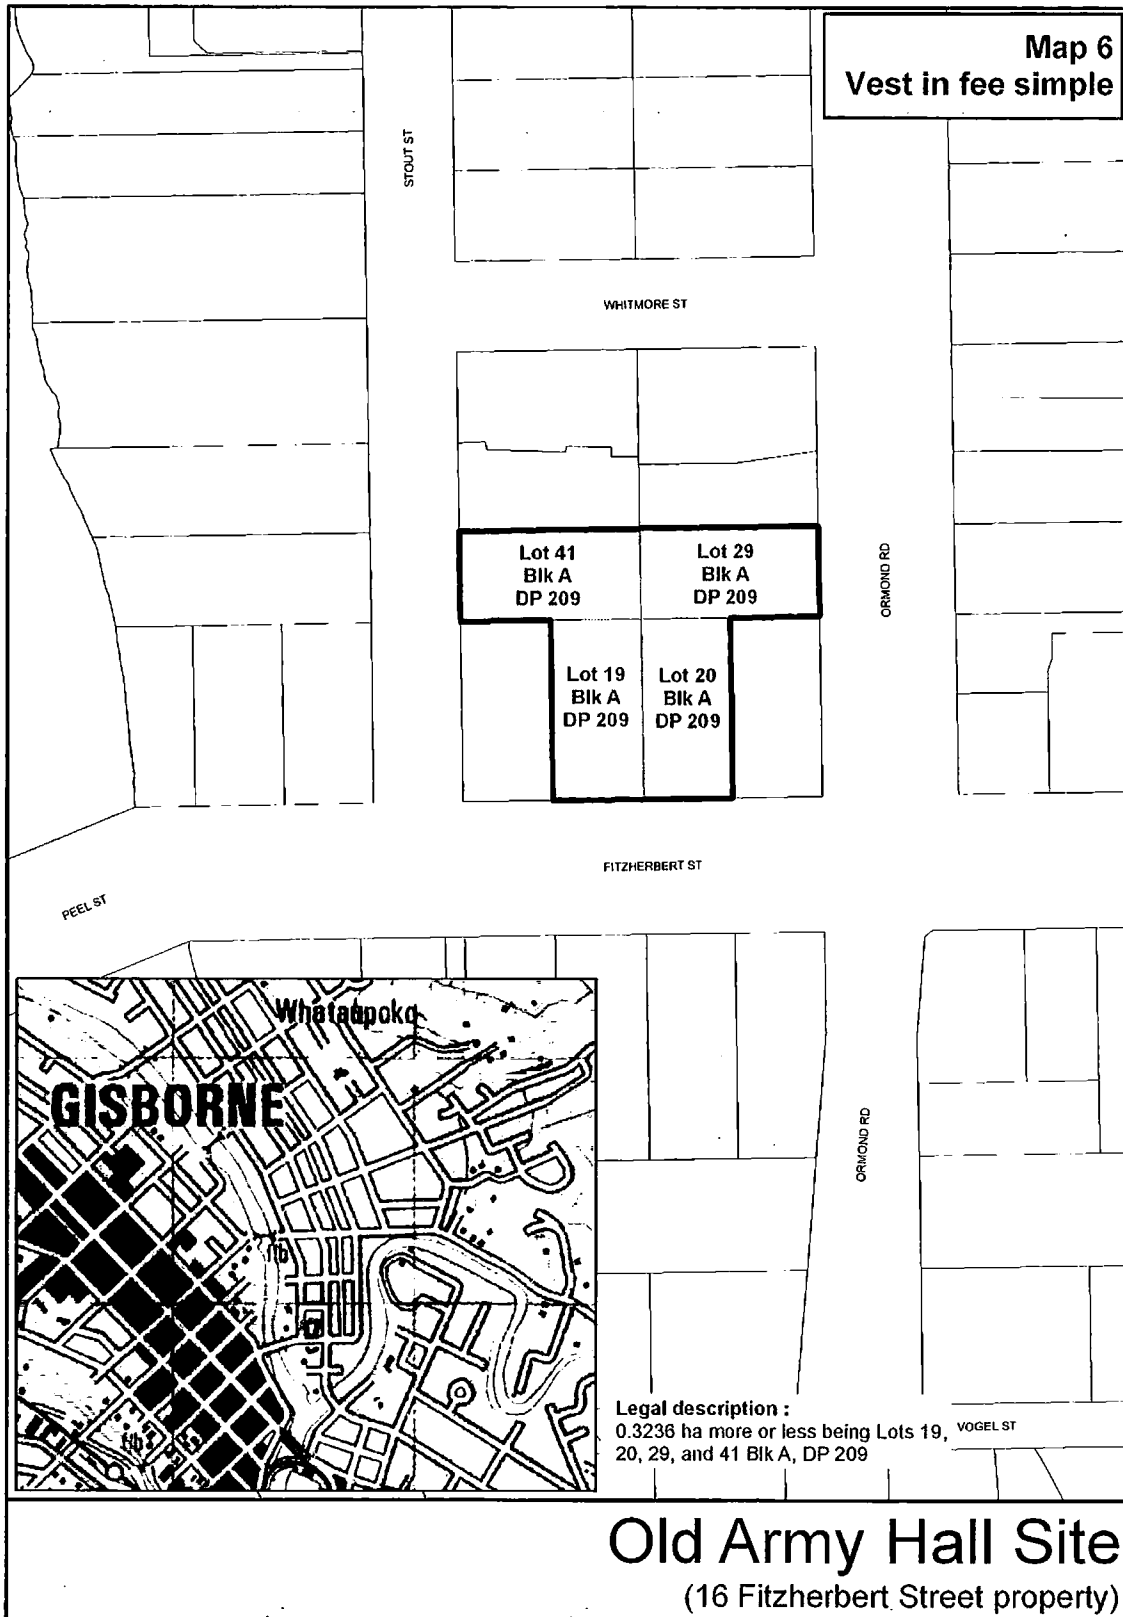 Map 6
Vest in fee simple
STOUT ST
WHITMORE ST
Lot 41
Blk A
DP 209
Lot 29
Blk A
DP 209
ORMOND RD
Lot 19
Blk A
DP 209
Lot 20
Blk A
DP 209
FITZHERBERT ST
PEEL ST
Whataupoko
GISBORNE
ORMOND RD
Hb
Legal description :
0.3236 ha more or less being Lots 19,
20, 29, and 41 Blk A, DP 209
VOGEL ST
Old Army Hall Site
(16 Fitzherbert Street property)